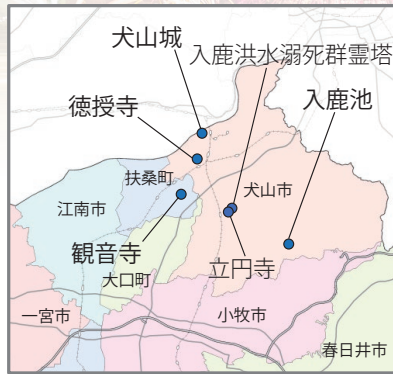 犬山城
入鹿洪水溺死群霊塔
徳授寺
入鹿池
扶桑町
江南市
犬山市
観音寺
大口町
立円寺
一宮市
小牧市
春日井市